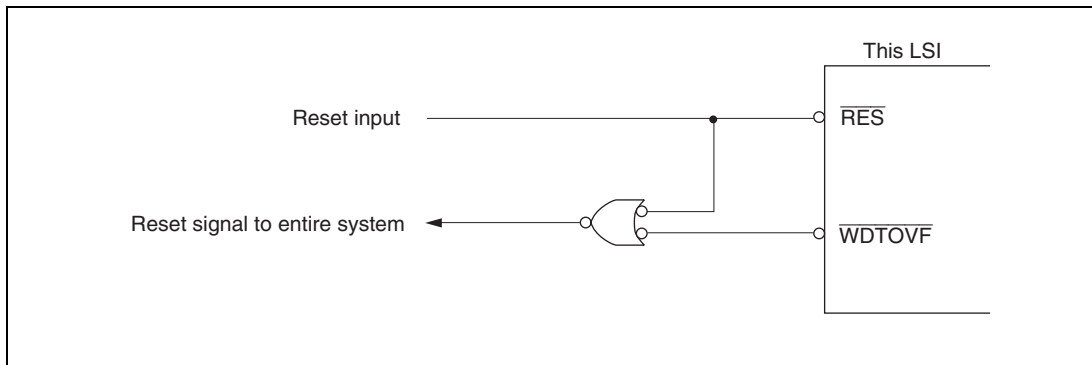 This LSI
Reset input
RES
Reset signal to entire system
WDTOVF